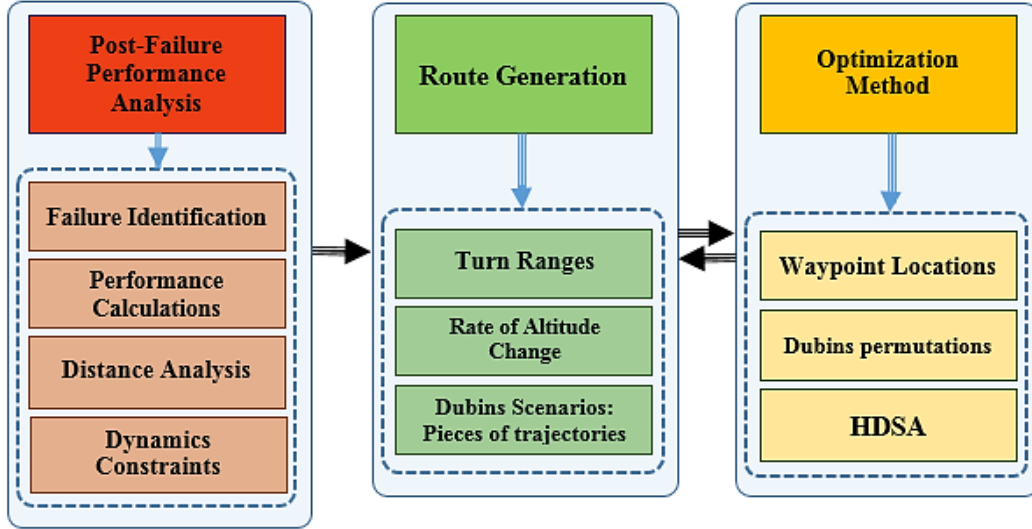 Post-Failure
Performance
Analysis
Failure Identification
Performance
Calculations
Distance Analysis
Dynamics
Constraints
Route Generation
Turn Ranges
Rate of Altitude
Change
Dubins Scenarios:
Pieces of trajectories
Optimization
Method
Waypoint Locations
Dubins permutations
HDSA